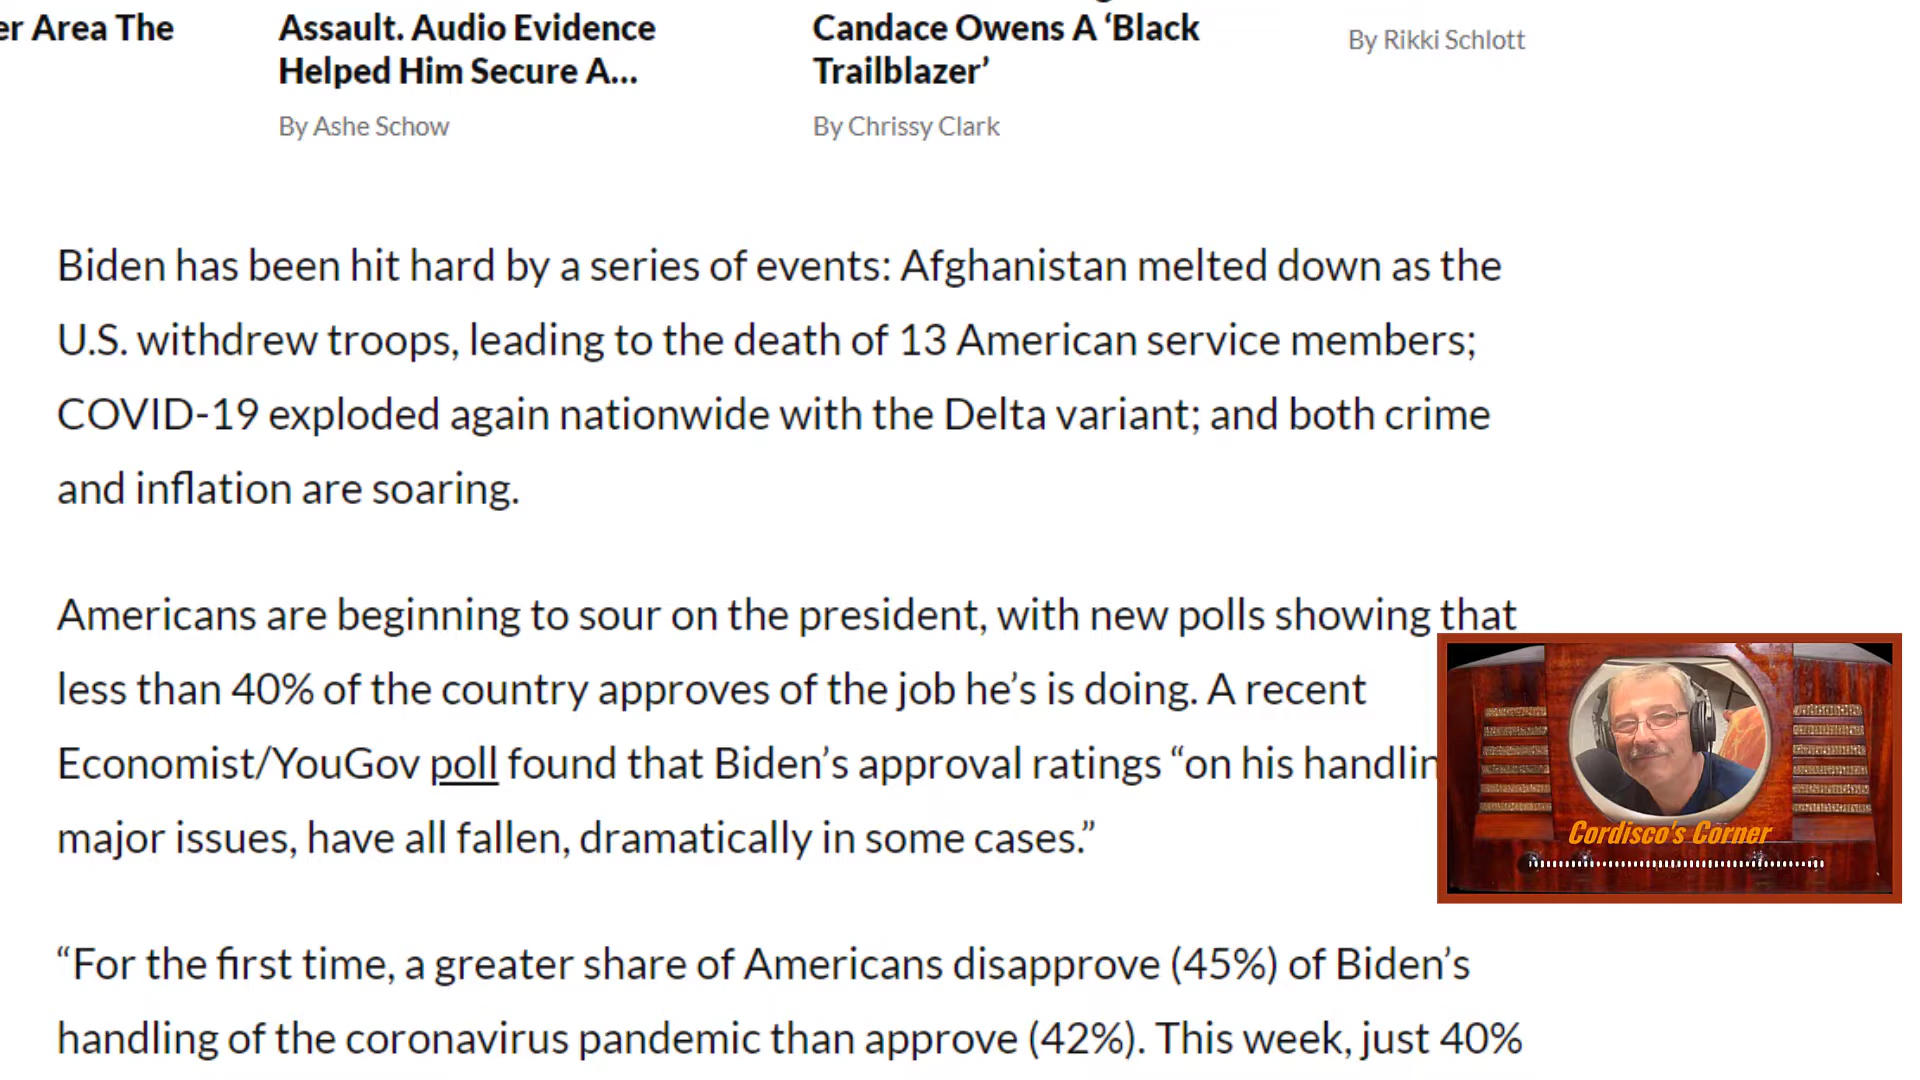 er Area The
Assault. Audio Evidence
Helped Him Secure A...
By Ashe Schow
Candace Owens A ‘Black
Trailblazer’
By Chrissy Clark
By Rikki Schlott
Biden has been hit hard by a series of events: Afghanistan melted down as the
U.S. withdrew troops, leading to the death of 13 American service members;
COVID-19 exploded again nationwide with the Delta variant; and both crime
and inflation are soaring.
Americans are beginning to sour on the president, with new polls showing that
less than 40% of the country approves of the job he’s is doing. A recent
Economist/YouGov poll found that Biden’s approval ratings “on his handlin
major issues, have all fallen, dramatically in some cases.”
“For the first time, a greater share of Americans disapprove (45%) of Biden’s
handling of the coronavirus pandemic than approve (42%). This week, just 40%
Cordisco's Corner